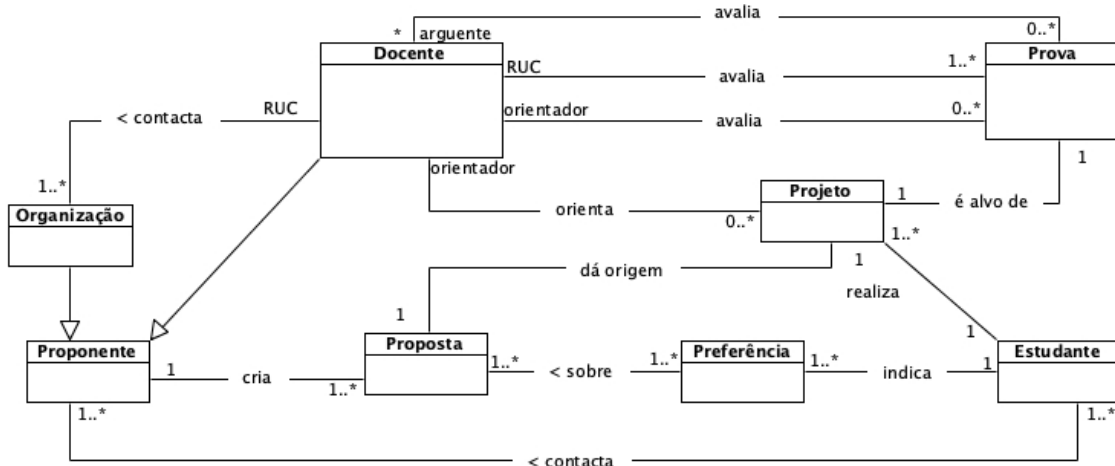 avalia
* arguente
0..*
Docente
Prova
RUC
1..*
avalia
< contacta
RUC
orientador
0..*
avalia
1
orientador
1..*
Organização
Projeto
1
é alvo de
orienta
0..*
1..*
1
dá origem
realiza
1
1
Proponente
Proposta
Preferência
Estudante
1
cria
1..*
1..*
< sobre
1..*
1..*
indica
1
1..*
1..*
< contacta